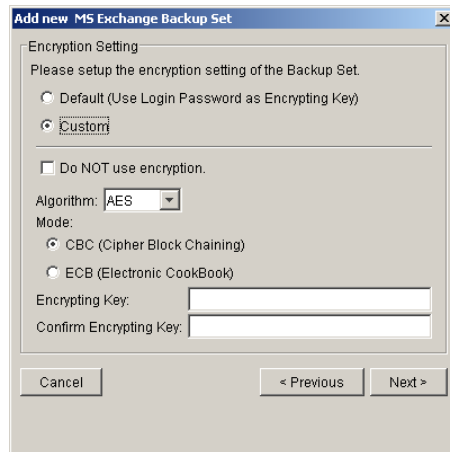 Add new MS Exchange Backup Set
Encryption Setting
Please setup the encryption setting of the Backup Set.
Default (Use Login Password as Encrypting Key)
Custom
Do NOT use encryption.
Algorithm: AES
Mode:
CBC (Cipher Block Chaining)
ECB (Electronic CookBook)
Encrypting Key:
Confirm Encrypting Key:
Cancel < Previous Next >